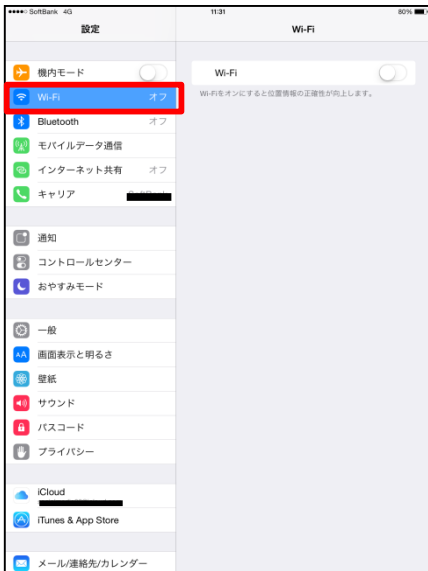 SoftBank 4G
11:31
80%
設定
Wi-Fi
機内モード
Wi-Fi オフ
Bluetooth オフ
モバイルデータ通信
インターネット共有 オフ
キャリア
通知
コントロールセンター
おやすみモード
一般
画面表示と明るさ
壁紙
サウンド
パスコード
プライバシー
iCloud
iTunes & App Store
メール/連絡先/カレンダー
Wi-Fi
Wi-Fiをオンにすると位置情報の正確性が向上します。